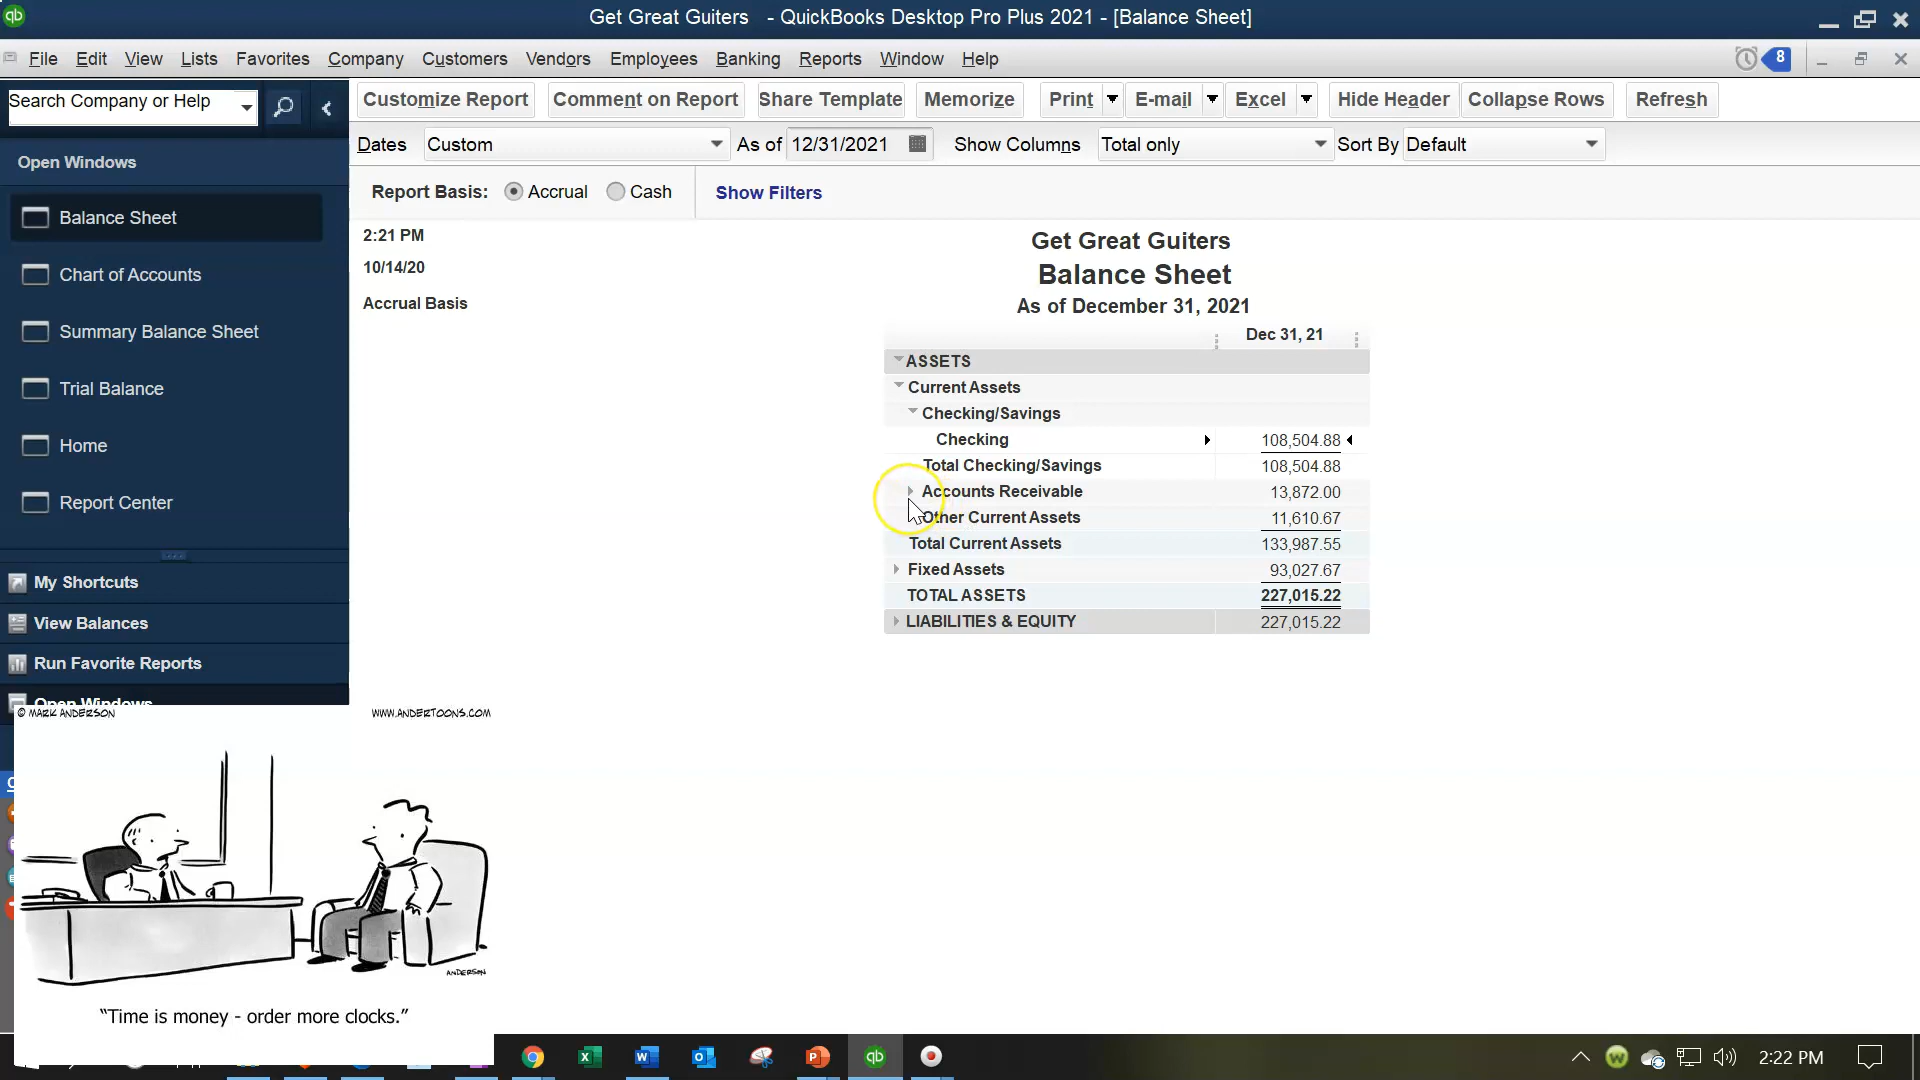 qb
Get Great Guiters - QuickBooks Desktop Pro Plus 2021 - [Balance Sheet]
File Edit View Lists Favorites Company Customers Vendors Employees Banking Reports Window Help
8
Search Company or Help
Customize Report Comment on Report Share Template Memorize Print E-mail Excel Hide Header Collapse Rows Refresh
Dates Custom As of 12/31/2021 Show Columns Total only Sort By Default
Open Windows
Report Basis: Accrual Cash Show Filters
Balance Sheet
Chart of Accounts
Summary Balance Sheet
Trial Balance
Home
Report Center
My Shortcuts
View Balances
Run Favorite Reports
Open Windows
2:21 PM
10/14/20
Accrual Basis
Get Great Guiters
Balance Sheet
As of December 31, 2021
Dec 31, 21
ASSETS
Current Assets
Checking/Savings
Checking 108,504.88
Total Checking/Savings 108,504.88
Accounts Receivable 13,872.00
Other Current Assets 11,610.67
Total Current Assets 133,987.55
Fixed Assets 93,027.67
TOTAL ASSETS 227,015.22
LIABILITIES & EQUITY 227,015.22
© MARK ANDERSON WWW.ANDERTOONS.COM
ANDERSON
“Time is money - order more clocks.”
2:22 PM